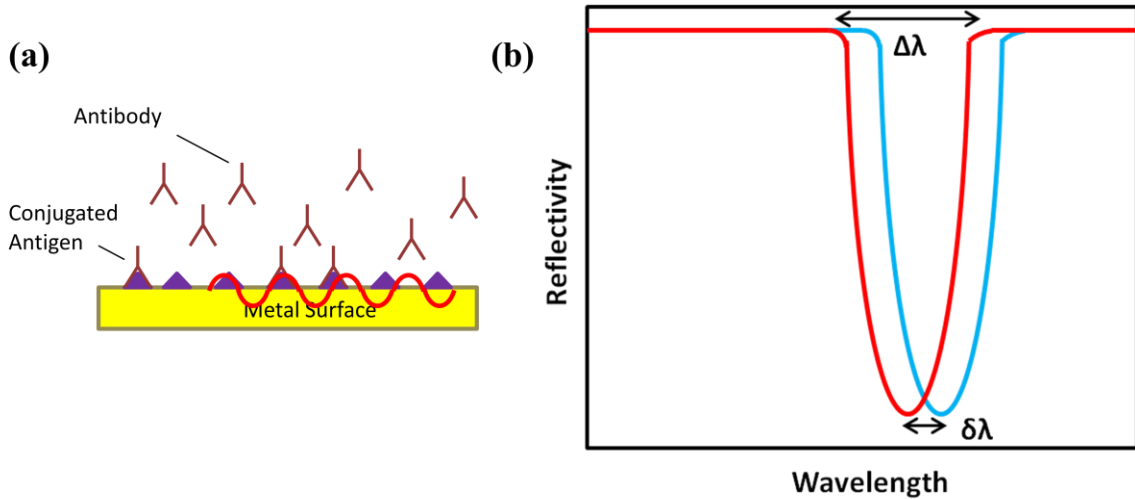 (a)
Antibody
Conjugated
Antigen
Metal Surface
(b)
Δλ
δλ
Reflectivity
Wavelength